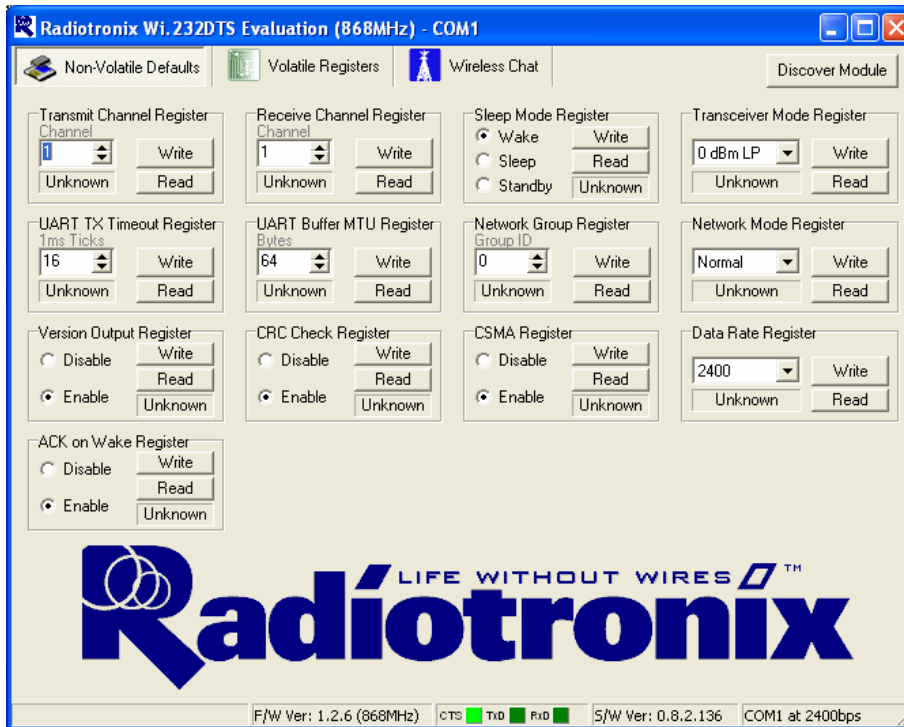 Radiotronix Wi.232DTS Evaluation (868MHz) - COM1
Non-Volatile Defaults Volatile Registers Wireless Chat Discover Module
Transmit Channel Register Receive Channel Register Sleep Mode Register Transceiver Mode Register
Channel Channel Wake Write
1 Write 1 Write Sleep Read 0 dBm LP Write
Unknown Read Unknown Read Standby Unknown Unknown Read
UART TX Timeout Register UART Buffer MTU Register Network Group Register Network Mode Register
1ms Ticks Bytes Group ID
16 Write 64 Write 0 Write Normal Write
Unknown Read Unknown Read Unknown Read Unknown Read
Version Output Register CRC Check Register CSMA Register Data Rate Register
Disable Write Disable Write Disable Write
Read Read Read 2400 Write
Enable Unknown Enable Unknown Enable Unknown Unknown Read
ACK on Wake Register
Disable Write
Read
Enable Unknown
LIFE WITHOUT WIRES ™
Radiotronix
F/W Ver: 1.2.6 (868MHz) CTS TxD RxD S/W Ver: 0.8.2.136 COM1 at 2400bps